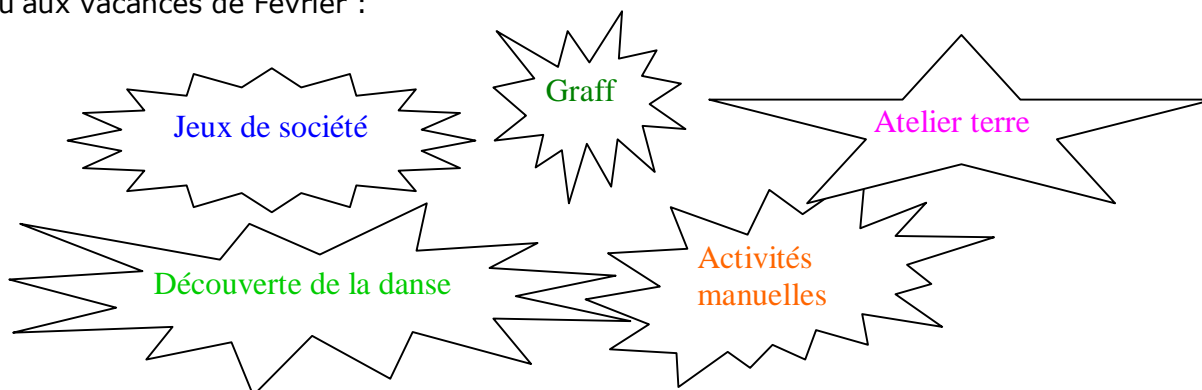 u'aux vacances de Février :
Jeux de société
Graff
Atelier terre
Découverte de la danse
Activités
manuelles